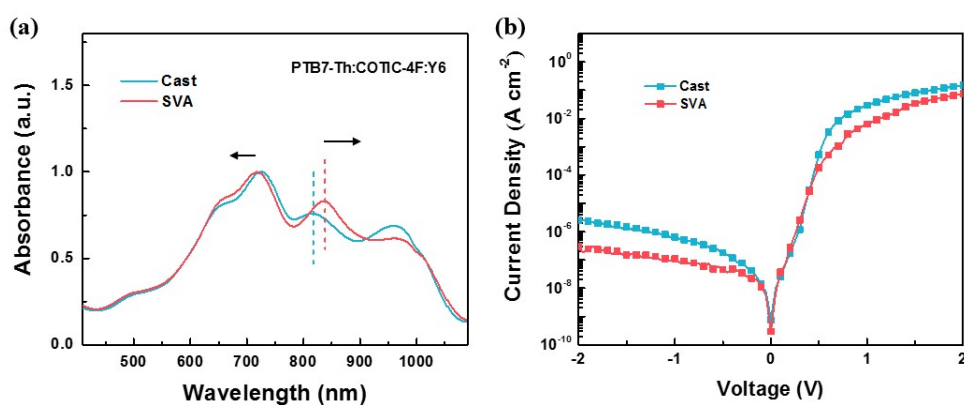 (a)
Absorbance (a.u.)
1.5
1.0
0.5
0.0
Cast
SVA
PTB7-Th:COTIC-4F:Y6
500 600 700 800 900 1000
Wavelength (nm)
(b)
Current Density (A cm⁻²)
10⁰
10⁻²
10⁻⁴
10⁻⁶
10⁻⁸
10⁻¹⁰
Cast
SVA
-2 -1 0 1 2
Voltage (V)